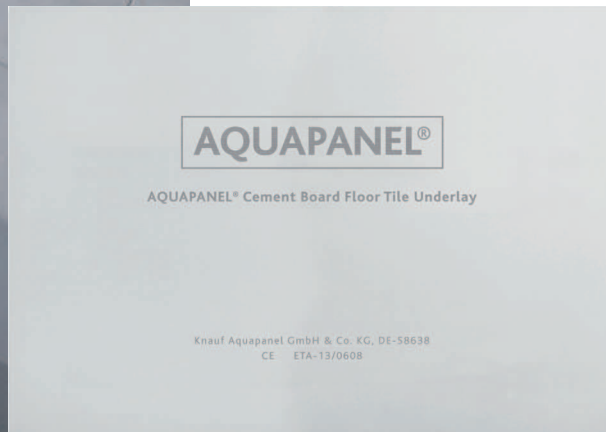 AQUAPANEL®
AQUAPANEL® Cement Board Floor Tile Underlay
Knauf Aquapanel GmbH & Co. KG, DE-58638
CE ETA-13/0608